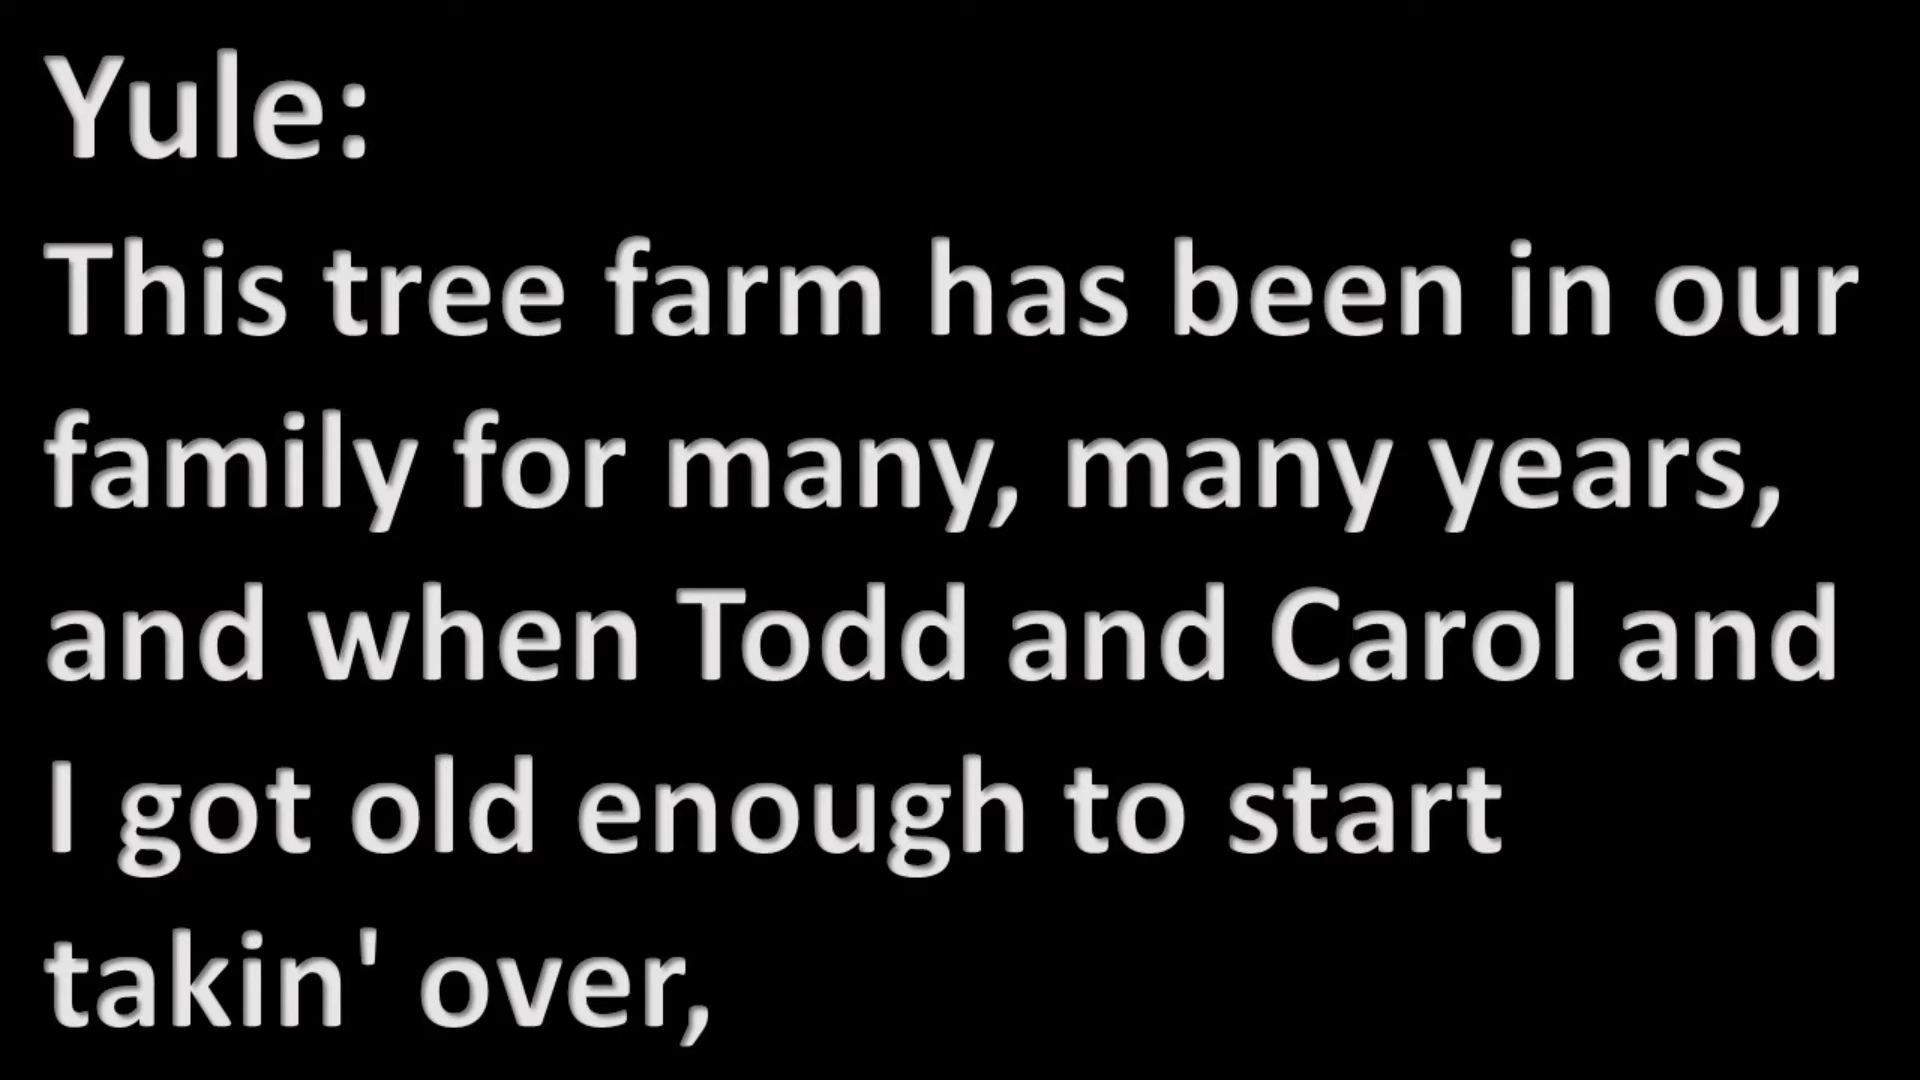 Yule:
This tree farm has been in our
family for many, many years,
and when Todd and Carol and
I got old enough to start
takin' over,